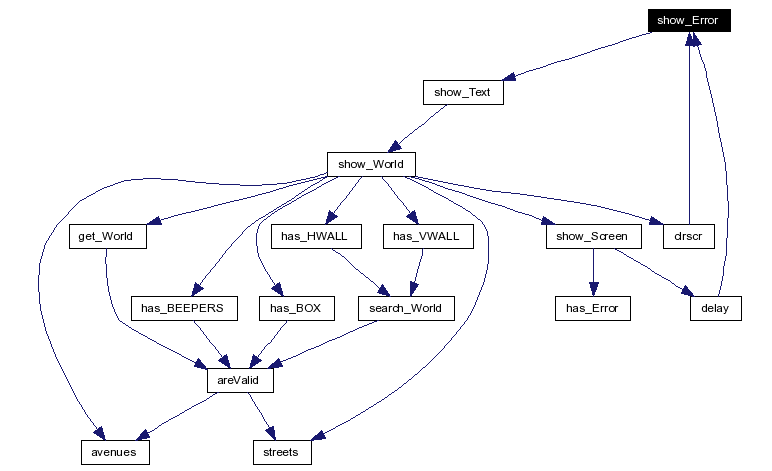 show_Error
show_Text
show_World
get_World
has_HWALL
has_VWALL
show_Screen
clrscr
has_BEEPERS
has_BOX
search_World
has_Error
delay
areValid
avenues
streets